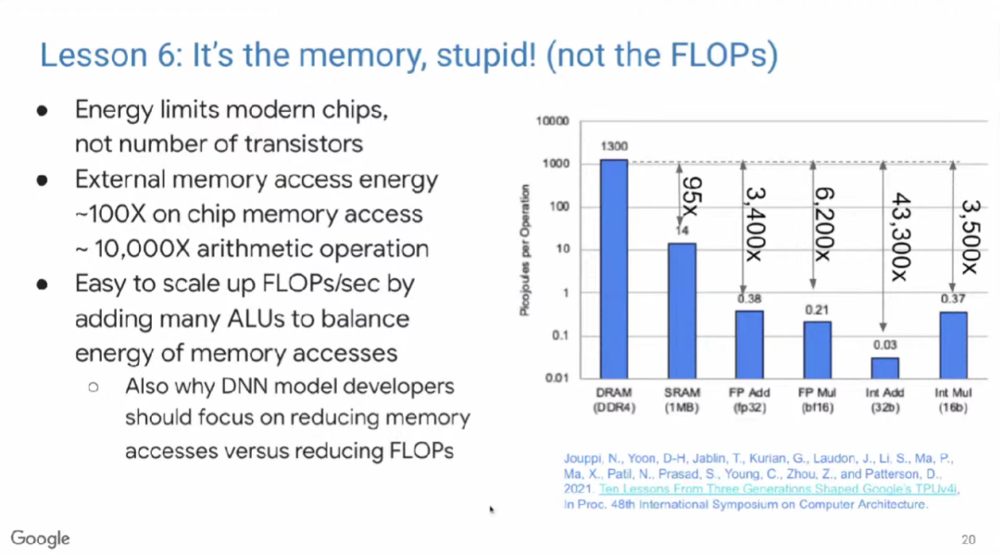 Lesson 6: It's the memory, stupid! (not the FLOPs)
● Energy limits modern chips,
not number of transistors
● External memory access energy
~100X on chip memory access
~ 10,000X arithmetic operation
● Easy to scale up FLOPs/sec by
adding many ALUs to balance
energy of memory accesses
○ Also why DNN model developers
should focus on reducing memory
accesses versus reducing FLOPs
Picojoules per Operation
10000
1000
100
10
1
0.1
0.01
1300
95x
14
3,400x
0.38
6,200x
0.21
43,300x
0.03
3,500x
0.37
DRAM
(DDR4)
SRAM
(1MB)
FP Add
(fp32)
FP Mul
(bf16)
Int Add
(32b)
Int Mul
(16b)
Jouppi, N., Yoon, D-H, Jablin, T., Kurian, G., Laudon, J., Li, S., Ma, P.,
Ma, X., Patil, N., Prasad, S., Young, C., Zhou, Z., and Patterson, D..
2021. Ten Lessons From Three Generations Shaped Google's TPUv4i,
In Proc. 48th International Symposium on Computer Architecture.
Google
20